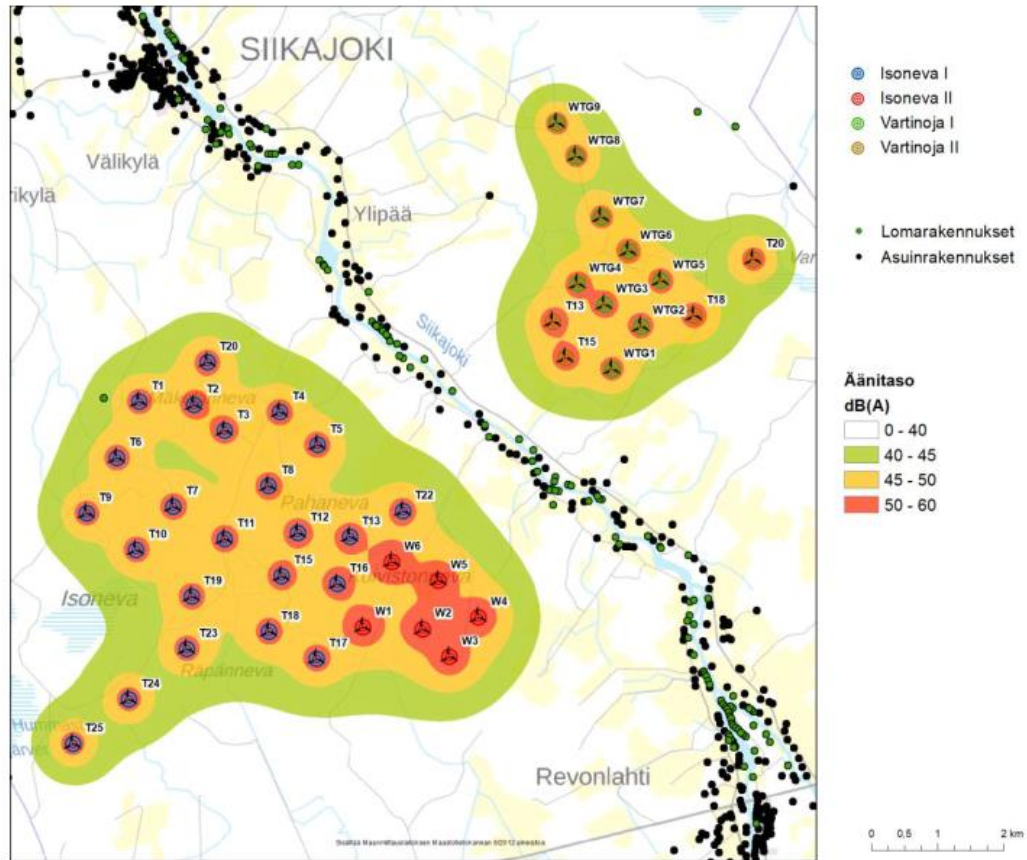 SIIKAJOKI
Välikylä
rikylä
Ylipää
Siikajoki
WTG9
WTG8
WTG7
WTG6
WTG5
WTG4
WTG3
WTG2
WTG1
T13
T15
T18
T20
Var
T20
T1
T2
T3
T4
T5
T6
T7
T8
T9
T10
T11
T12
T13
T22
Pahaneva
W6
W5
W4
W3
W2
W1
T15
T16
T17
T18
T19
T23
T24
T25
Isoneva
Räpänneva
Revonlahti
Isoneva I
Isoneva II
Vartinoja I
Vartinoja II
Lomarakennukset
Asuinrakennukset
Äänitaso
dB(A)
0 - 40
40 - 45
45 - 50
50 - 60
0 0,5 1 2 km